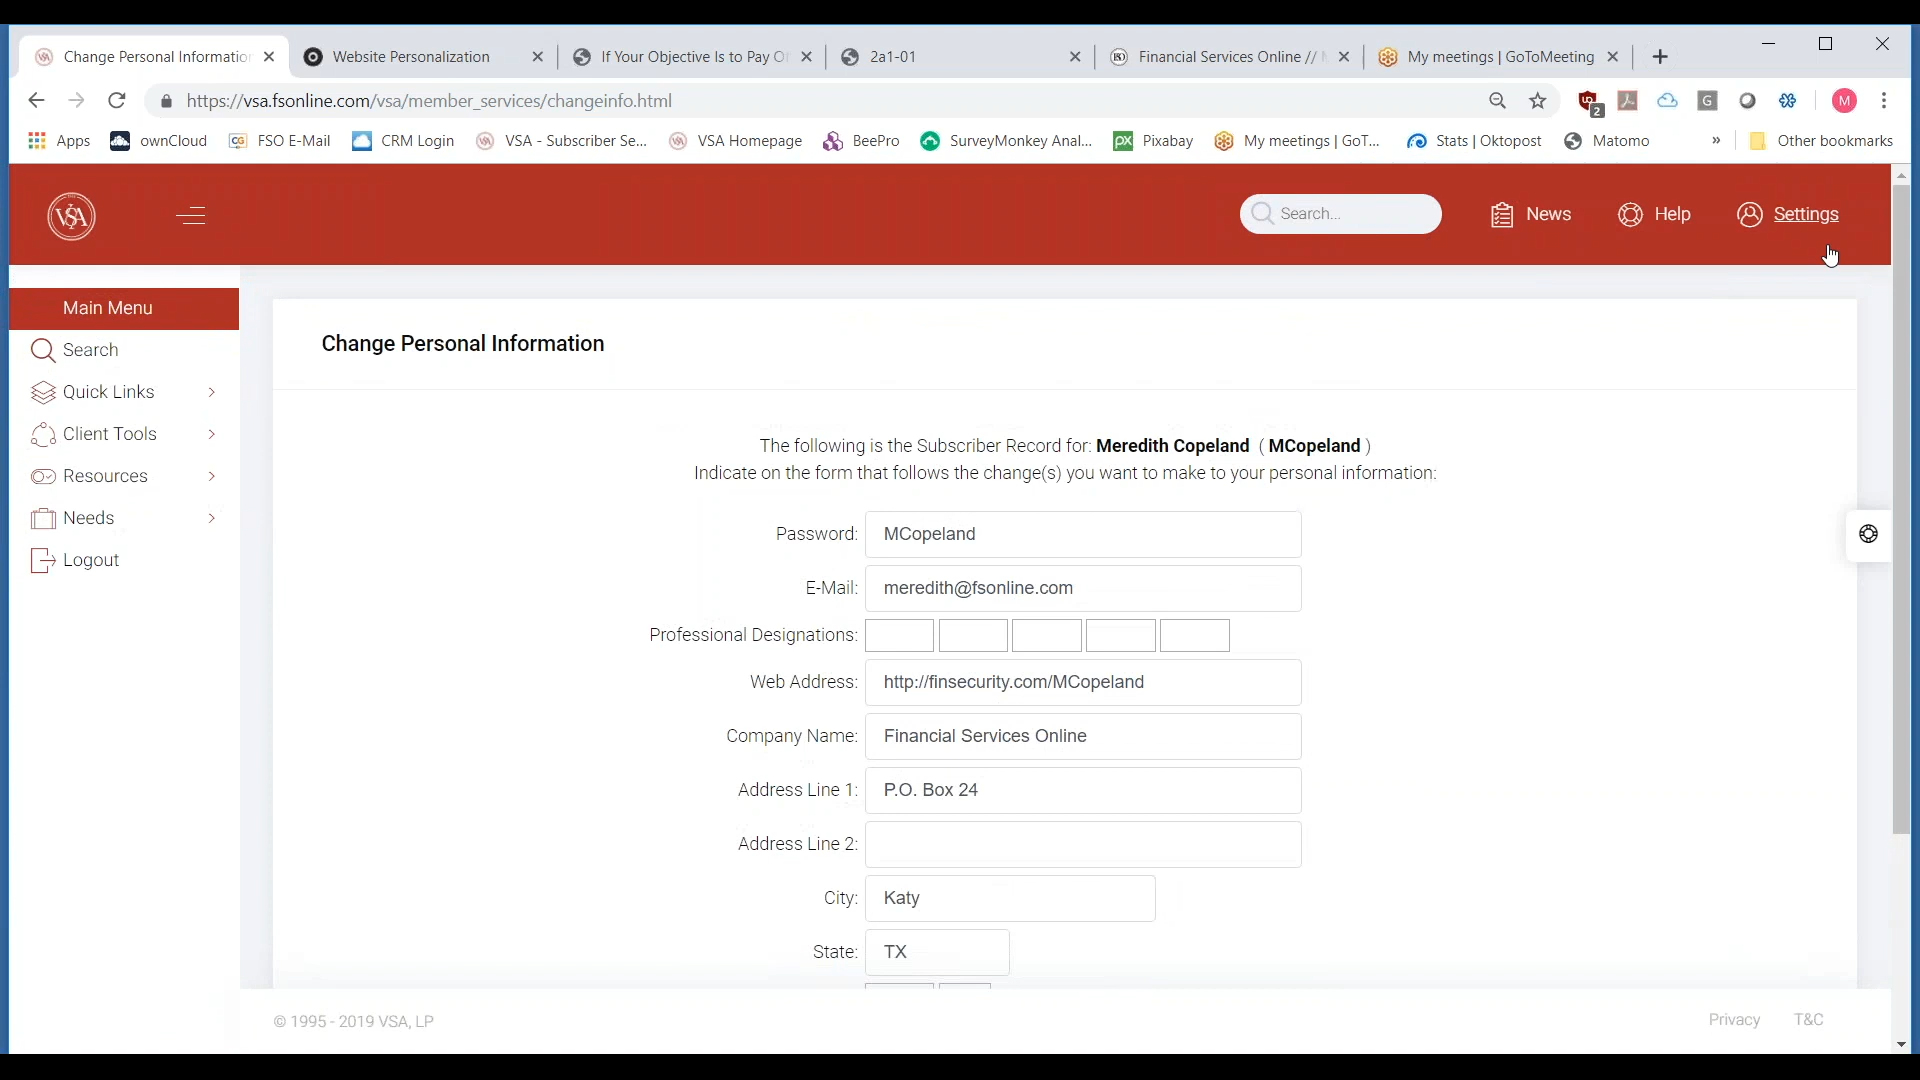 Change Personal Information
Website Personalization
If Your Objective Is to Pay Of
2a1-01
Financial Services Online //
My meetings | GoToMeeting
https://vsa.fsonline.com/vsa/member_services/changeinfo.html
2
G
M
Apps
ownCloud
CG
FSO E-Mail
CRM Login
VSA - Subscriber Se...
VSA Homepage
BeePro
SurveyMonkey Anal...
px
Pixabay
My meetings | GoT...
Stats | Oktopost
Matomo
»
Other bookmarks
VSA
Search...
News
Help
Settings
Main Menu
Search
Quick Links
Client Tools
Resources
Needs
Logout
Change Personal Information
The following is the Subscriber Record for: Meredith Copeland ( MCopeland )
Indicate on the form that follows the change(s) you want to make to your personal information:
Password: MCopeland
E-Mail: meredith@fsonline.com
Professional Designations:
Web Address: http://finsecurity.com/MCopeland
Company Name: Financial Services Online
Address Line 1: P.O. Box 24
Address Line 2:
City: Katy
State: TX
© 1995 - 2019 VSA, LP
Privacy
T&C